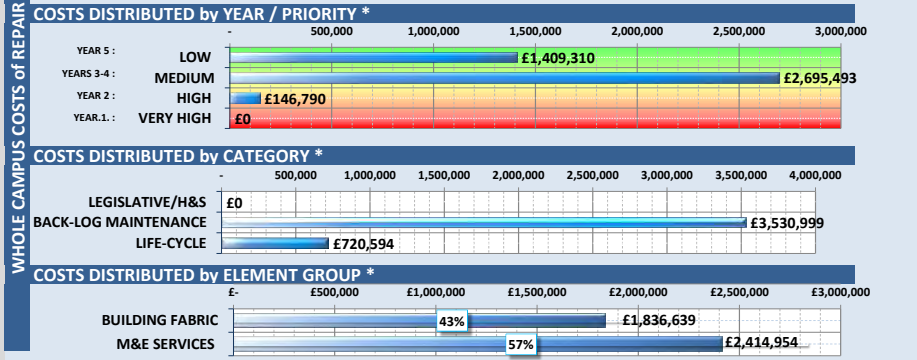 WHOLE CAMPUS COSTS of REPAIR
COSTS DISTRIBUTED by YEAR / PRIORITY *
- 500,000 1,000,000 1,500,000 2,000,000 2,500,000 3,000,000
YEAR 5 : LOW £1,409,310
YEARS 3-4 : MEDIUM £2,695,493
YEAR 2 : HIGH £146,790
YEAR.1. : VERY HIGH £0
COSTS DISTRIBUTED by CATEGORY *
- 500,000 1,000,000 1,500,000 2,000,000 2,500,000 3,000,000 3,500,000 4,000,000
LEGISLATIVE/H&S £0
BACK-LOG MAINTENANCE £3,530,999
LIFE-CYCLE £720,594
COSTS DISTRIBUTED by ELEMENT GROUP *
£- £500,000 £1,000,000 £1,500,000 £2,000,000 £2,500,000 £3,000,000
BUILDING FABRIC 43% £1,836,639
M&E SERVICES 57% £2,414,954